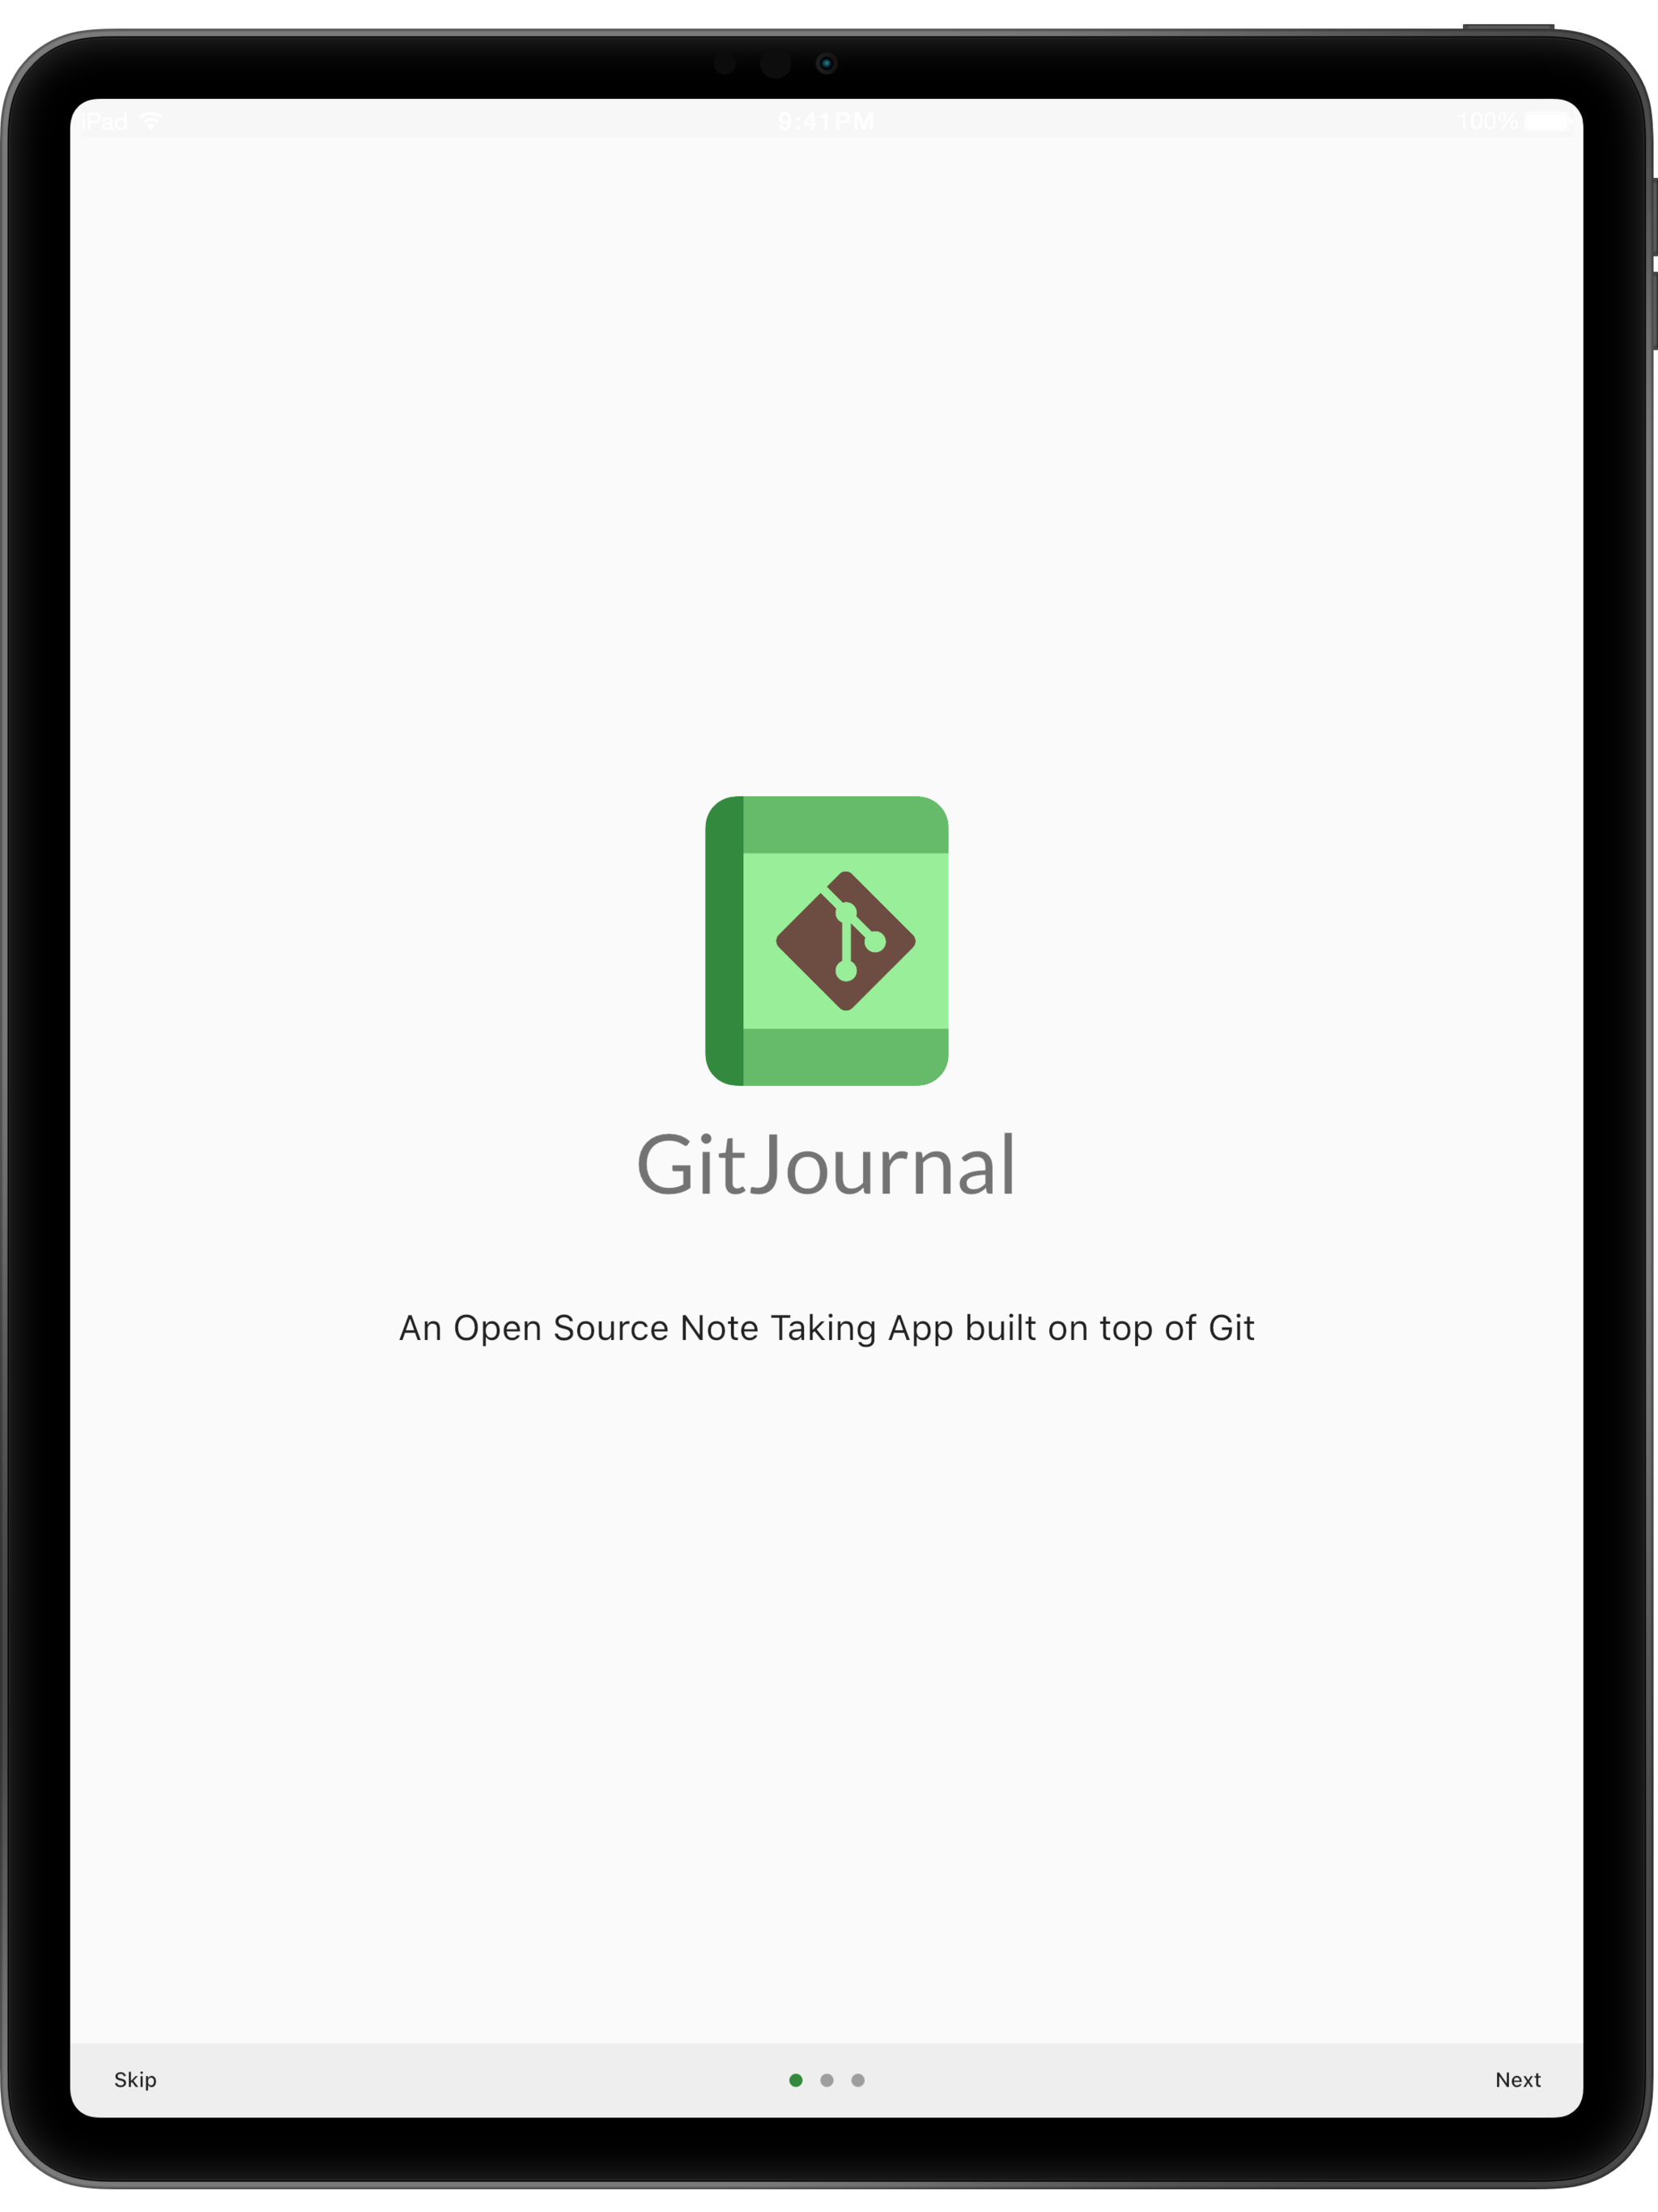 iPad 9:41 PM 100%
GitJournal
An Open Source Note Taking App built on top of Git
Skip Next